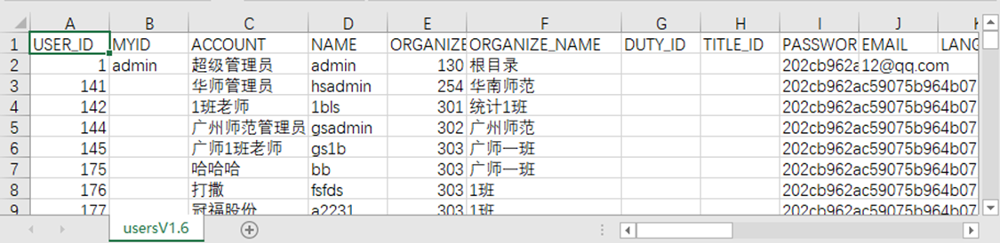 A B C D E F G H I J K
1 USER_ID MYID ACCOUNT NAME ORGANIZE ORGANIZE_NAME DUTY_ID TITLE_ID PASSWOR EMAIL LANG
2 1 admin 超级管理员 admin 130 根目录 202cb962a 12@qq.com
3 141 华师管理员 hsadmin 254 华南师范 202cb962ac59075b964b07
4 142 1班老师 1bls 301 统计1班 202cb962ac59075b964b07
5 144 广州师范管理员 gsadmin 302 广州师范 202cb962ac59075b964b07
6 145 广师1班老师 gs1b 303 广师一班 202cb962ac59075b964b07
7 175 哈哈哈 bb 303 广师一班 202cb962ac59075b964b07
8 176 打撒 fsfds 303 1班 202cb962ac59075b964b07
9 177 冠福股份 a2231 303 1班 202cb962ac59075b964b07
usersV1.6